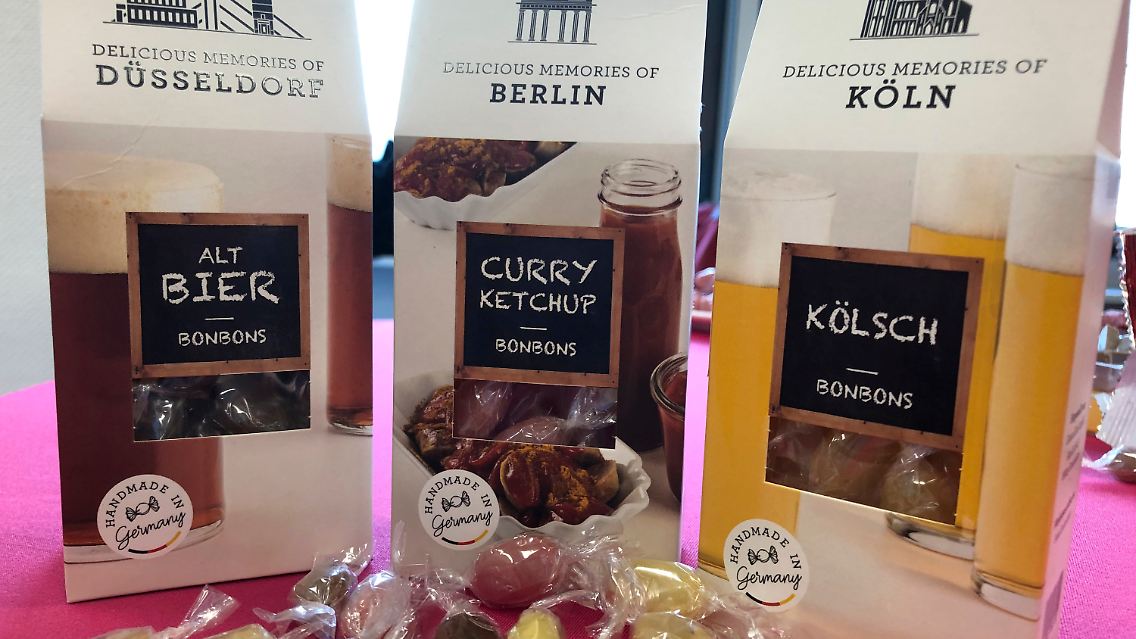 DELICIOUS MEMORIES OF
DÜSSELDORF
ALT
BIER
BONBONS
HANDMADE IN
Germany
DELICIOUS MEMORIES OF
BERLIN
CURRY
KETCHUP
BONBONS
HANDMADE IN
Germany
DELICIOUS MEMORIES OF
KÖLN
KÖLSCH
BONBONS
HANDMADE IN
Germany